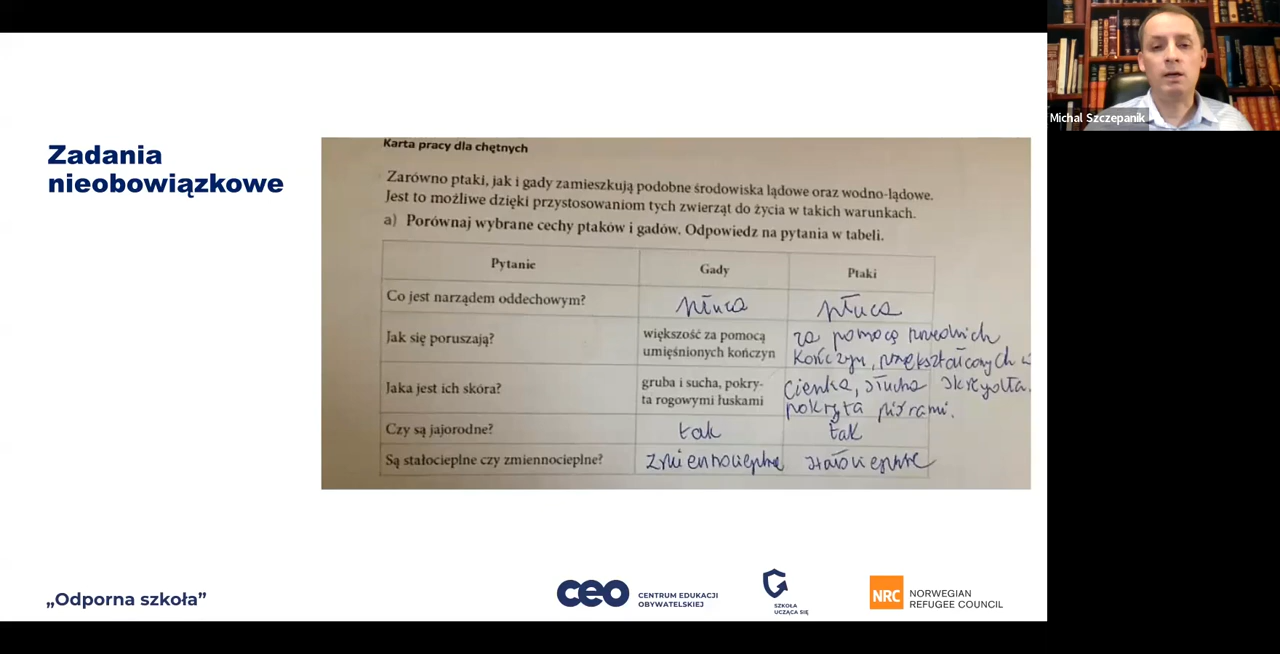 Michal Szczepanik
Zadania
nieobowiązkowe
Karta pracy dla chętnych
Zarówno ptaki, jak i gady zamieszkują podobne środowiska lądowe oraz wodno-lądowe.
Jest to możliwe dzięki przystosowaniom tych zwierząt do życia w takich warunkach.
a) Porównaj wybrane cechy ptaków i gadów. Odpowiedz na pytania w tabeli.
Pytanie Gady Ptaki
Co jest narządem oddechowym? płuca płuca
Jak się poruszają? większość za pomocą umięśnionych kończyn za pomocą przednich kończyn, przekształconych w skrzydła.
Jaka jest ich skóra? gruba i sucha, pokry-
ta rogowymi łuskami cienka, sucha pokryta piórami.
Czy są jajorodne? tak tak
Są stałocieplne czy zmiennocieplne? zmiennocieplne stałocieplne
„Odporna szkoła”
ceo CENTRUM EDUKACJI
OBYWATELSKIEJ
SZKOŁA
UCZĄCA SIĘ
NRC NORWEGIAN
REFUGEE COUNCIL